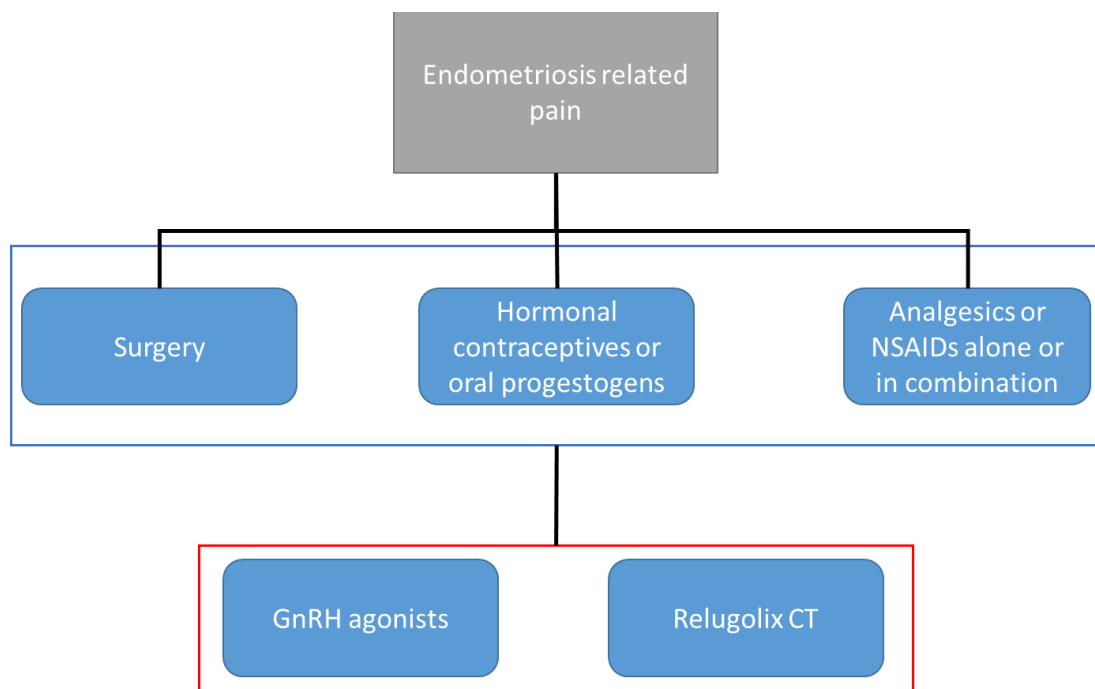 Endometriosis related
pain
Surgery
Hormonal
contraceptives or
oral progestogens
Analgesics or
NSAIDs alone or
in combination
GnRH agonists
Relugolix CT